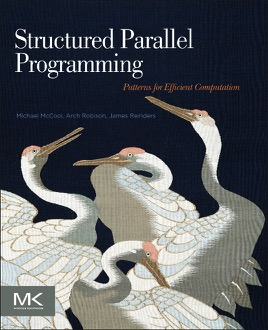 Structured Parallel
Programming
Patterns for Efficient Computation
Michael McCool, Arch Robison, James Reinders
MK